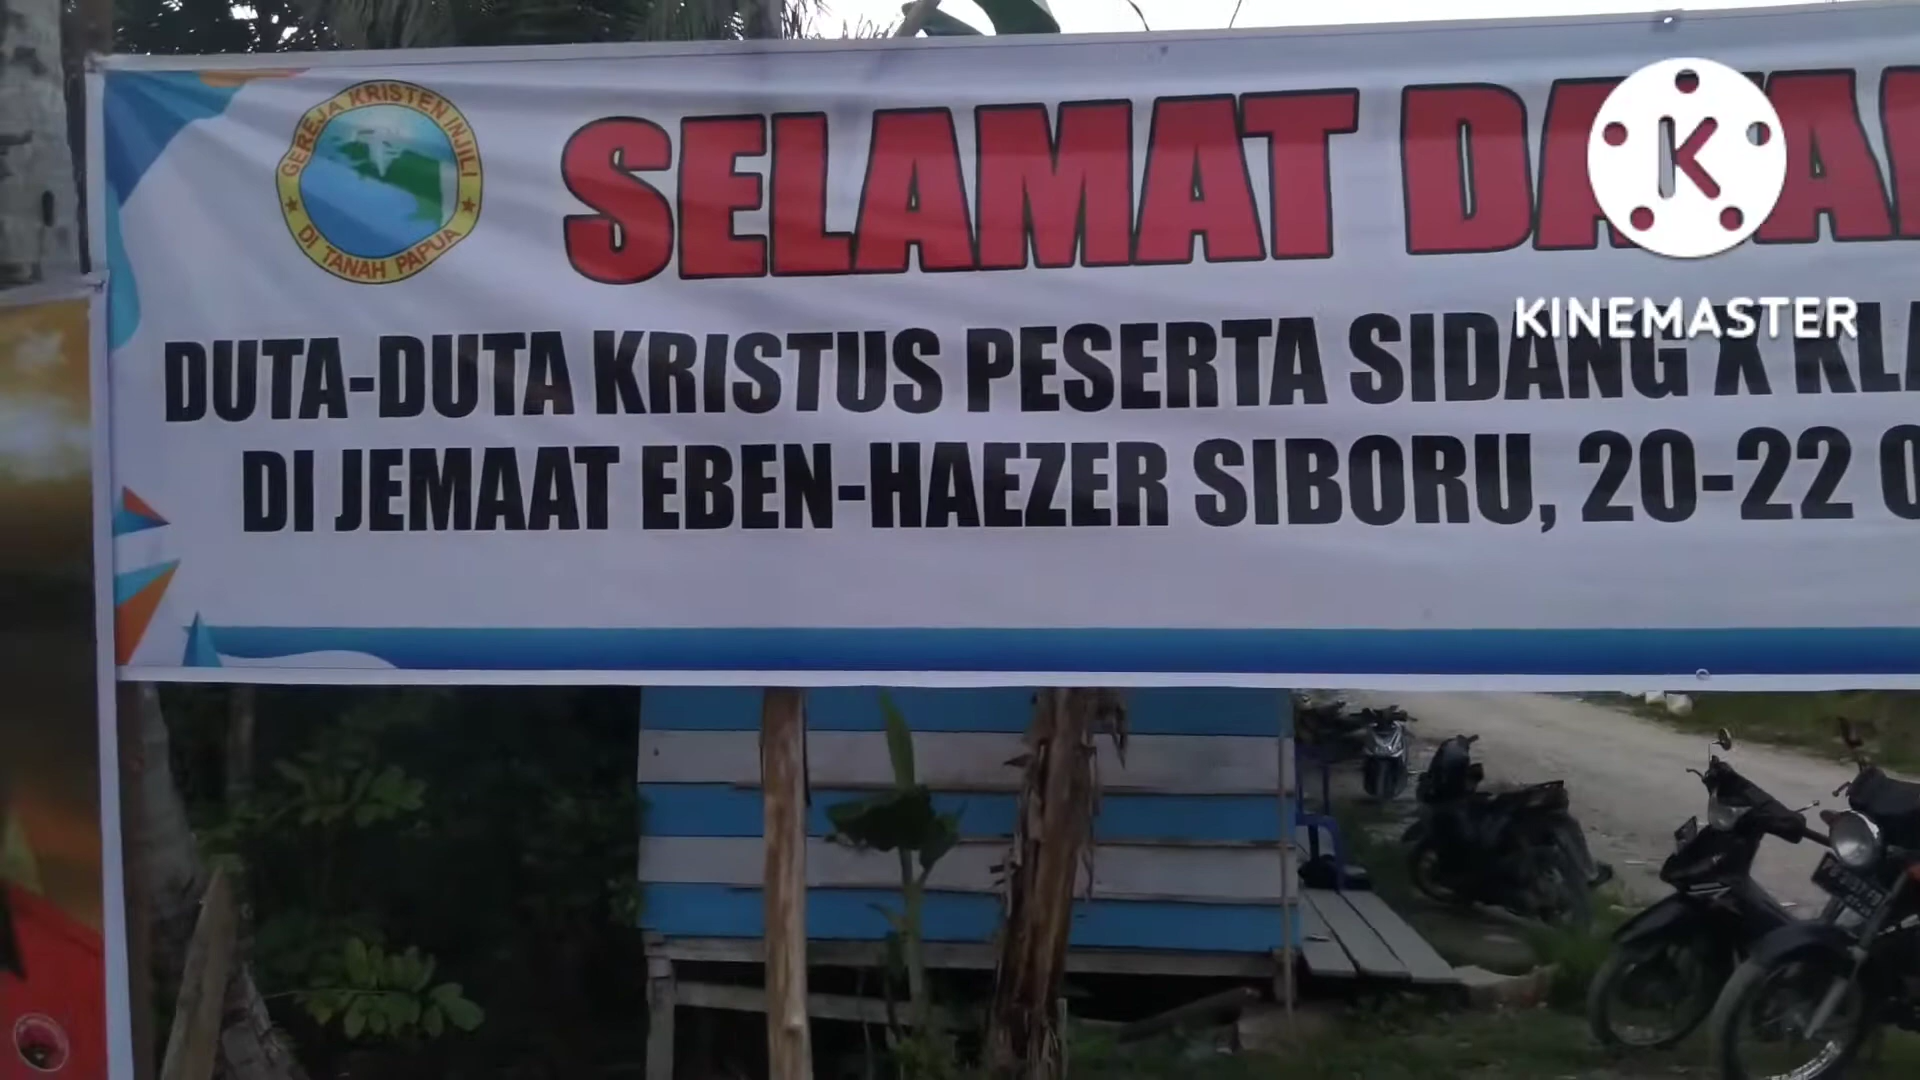 GEREJA KRISTEN INJILI
DI TANAH PAPUA
SELAMAT
DUTA-DUTA KRISTUS PESERTA SIDANG X
DI JEMAAT EBEN-HAEZER SIBORU, 20-22
K
KINEMASTER